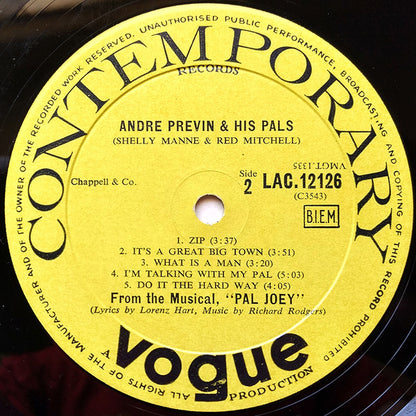 ALL RIGHTS OF THE MANUFACTURER AND OF THE OWNER OF THE RECORDED WORK RESERVED. UNAUTHORISED PUBLIC PERFORMANCE, BROADCASTING AND COPYING OF THIS RECORD PROHIBITED
CONTEMPORARY
RECORDS
ANDRE PREVIN & HIS PALS
(SHELLY MANNE & RED MITCHELL)
VMGT.1335
Chappell & Co.
Side
2
LAC.12126
(C3543)
B.I.E.M
1. ZIP (3:37)
2. IT'S A GREAT BIG TOWN (3:51)
3. WHAT IS A MAN (3:20)
4. I'M TALKING WITH MY PAL (5:03)
5. DO IT THE HARD WAY (4:05)
From the Musical, "PAL JOEY"
(Lyrics by Lorenz Hart, Music by Richard Rodgers)
A
vogue
PRODUCTION